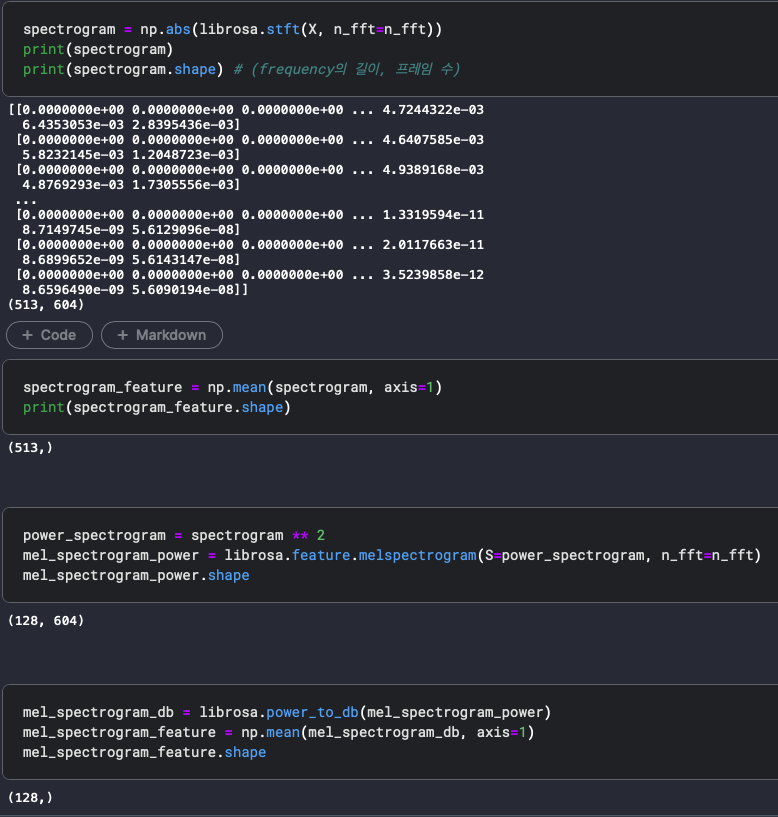 spectrogram = np.abs(librosa.stft(X, n_fft=n_fft))
print(spectrogram)
print(spectrogram.shape) # (frequency의 길이, 프레임 수)
[[0.0000000e+00 0.0000000e+00 0.0000000e+00 ... 4.7244322e-03
6.4353053e-03 2.8395436e-03]
[0.0000000e+00 0.0000000e+00 0.0000000e+00 ... 4.6407585e-03
5.8232145e-03 1.2048723e-03]
[0.0000000e+00 0.0000000e+00 0.0000000e+00 ... 4.9389168e-03
4.8769293e-03 1.7305556e-03]
...
[0.0000000e+00 0.0000000e+00 0.0000000e+00 ... 1.3319594e-11
8.7149745e-09 5.6129096e-08]
[0.0000000e+00 0.0000000e+00 0.0000000e+00 ... 2.0117663e-11
8.6899652e-09 5.6143147e-08]
[0.0000000e+00 0.0000000e+00 0.0000000e+00 ... 3.5239858e-12
8.6596490e-09 5.6090194e-08]]
(513, 604)
+ Code + Markdown
spectrogram_feature = np.mean(spectrogram, axis=1)
print(spectrogram_feature.shape)
(513,)
power_spectrogram = spectrogram ** 2
mel_spectrogram_power = librosa.feature.melspectrogram(S=power_spectrogram, n_fft=n_fft)
mel_spectrogram_power.shape
(128, 604)
mel_spectrogram_db = librosa.power_to_db(mel_spectrogram_power)
mel_spectrogram_feature = np.mean(mel_spectrogram_db, axis=1)
mel_spectrogram_feature.shape
(128,)